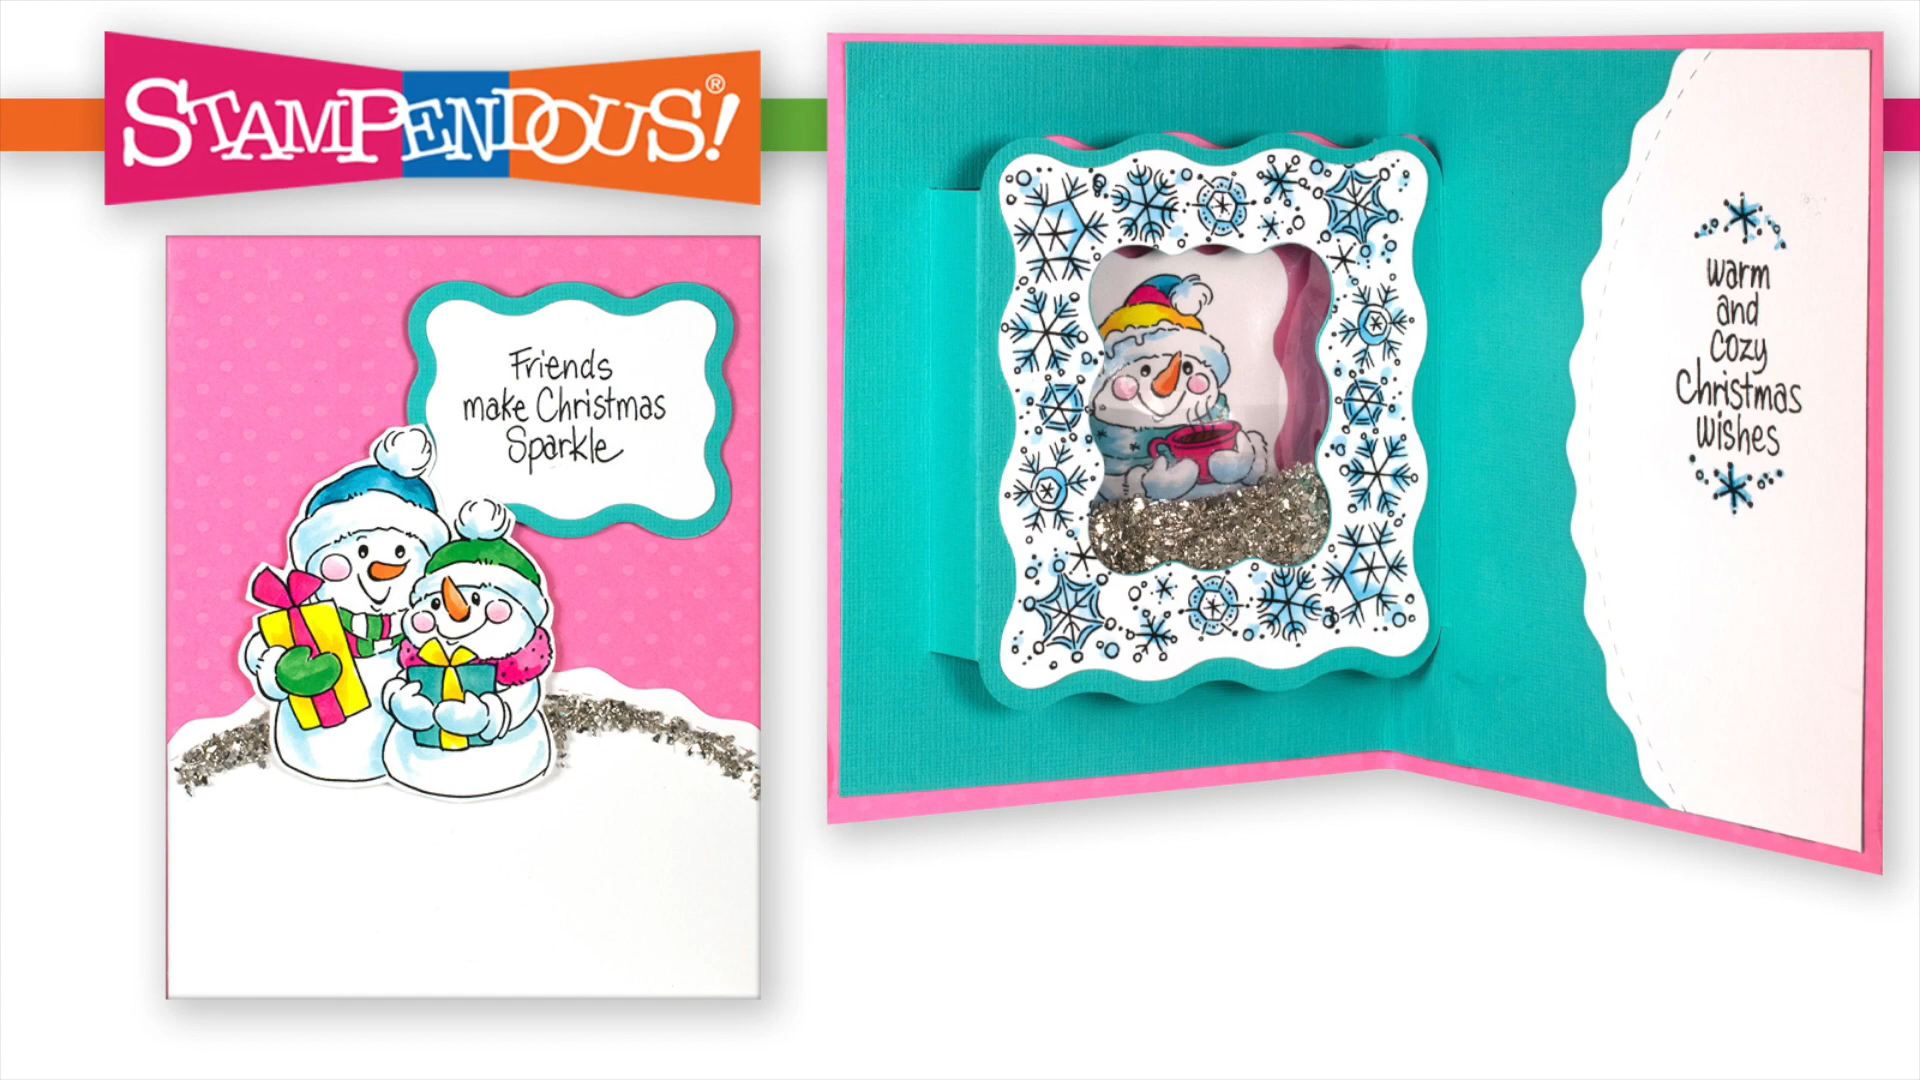 STAMPENDOUS!®
Friends
make Christmas
Sparkle
warm
and
cozy
Christmas
wishes